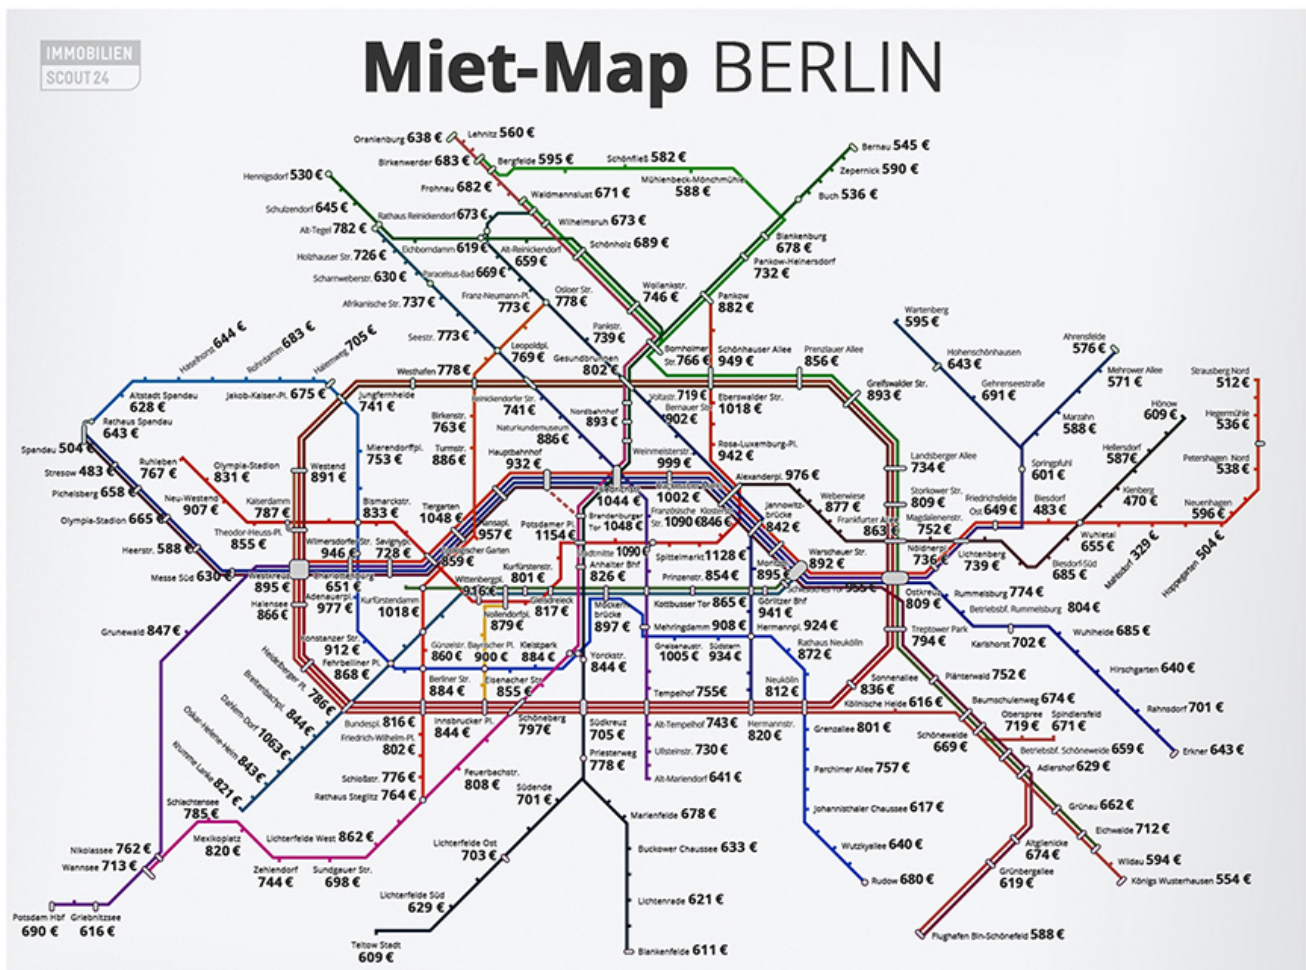 IMMOBILIEN
SCOUT24
Miet-Map BERLIN
Oranienburg 638 €
Lehnitz 560 €
Birkenwerder 683 €
Bergfelde 595 €
Schönfließ 582 €
Bernau 545 €
Zepernick 590 €
Hennigsdorf 530 €
Frohnau 682 €
Waldmannslust 671 €
Mühlenbeck-Mönchmühle
588 €
Buch 536 €
Schulzendorf 645 €
Rathaus Reinickendorf 673 €
Wilhelmsruh 673 €
Alt-Tegel 782 €
Eichborndamm 619 €
Alt-Reinickendorf
659 €
Schönholz 689 €
Blankenburg
678 €
Holzhauser Str. 726 €
Pankow-Heinersdorf
732 €
Scharnweberstr. 630 €
Paracelsus-Bad 669 €
Afrikanische Str. 737 €
Franz-Neumann-Pl.
773 €
Osloer Str.
778 €
Wollankstr.
746 €
Pankow
882 €
Seestr. 773 €
Leopoldpl.
769 €
Pankstr.
739 €
Gesundbrunnen
802 €
Bornholmer
Str. 766 €
Schönhauser Allee
949 €
Prenzlauer Allee
856 €
Wartenberg
595 €
Hohenschönhausen
643 €
Ahrensfelde
576 €
Mehrower Allee
571 €
Gehrenseestraße
691 €
Marzahn
588 €
Strausberg Nord
512 €
Hegermühle
536 €
Petershagen Nord
538 €
Neuenhagen
596 €
Hönow
609 €
Hellersdorf
587€
Kienberg
470 €
Haselhorst 644 €
Rohrdamm 683 €
Halemweg 705 €
Altstadt Spandau
628 €
Jakob-Kaiser-Pl. 675 €
Rathaus Spandau
643 €
Westhafen 778 €
Jungfernheide
741 €
Reinickendorfer Str.
741 €
Voltastr. 719 €
Bernauer Str.
902 €
Eberswalder Str.
1018 €
Greifswalder Str.
893 €
Birkenstr.
763 €
Nordbahnhof
893 €
Naturkundemuseum
886 €
Spandau 504 €
Stresow 483 €
Pichelsberg 658 €
Olympia-Stadion 665 €
Heerstr. 588 €
Messe Süd 630 €
Ruhleben
767 €
Olympia-Stadion
831 €
Neu-Westend
907 €
Theodor-Heuss-Pl.
855 €
Kaiserdamm
787 €
Westend
891 €
Mierendorffpl.
753 €
Turmstr.
886 €
Hauptbahnhof
932 €
Weinmeisterstr.
999 €
Rosa-Luxemburg-Pl.
942 €
Alexanderpl. 976 €
Landsberger Allee
734 €
Storkower Str.
809 €
Springpfuhl
601 €
Bismarckstr.
833 €
Tiergarten
1048 €
1044 €
1002 €
Weberwiese
877 €
Frankfurter Allee
863 €
Magdalenenstr.
752 €
Friedrichsfelde
Ost 649 €
Biesdorf
483 €
Wuhletal
655 €
Mahlsdorf 329 €
Hoppegarten 504 €
Wilmersdorfer Str.
946 €
Savignypl.
728 €
957 €
Potsdamer Pl.
1154 €
Brandenburger
Tor 1048 €
Französische
Str. 1090 €
846 €
Jannowitz-
brücke
842 €
Nöldnerpl.
736 €
Lichtenberg
739 €
Biesdorf-Süd
685 €
Westkreuz
895 €
Charlottenburg
651 €
Zoologischer Garten
859 €
Kurfürstenstr.
801 €
1090 €
Spittelmarkt 1128 €
Warschauer Str.
892 €
895 €
Wittenbergpl.
916 €
Anhalter Bhf
826 €
Prinzenstr. 854 €
Rummelsburg 774 €
Betriebsbf. Rummelsburg 804 €
Halensee
866 €
Adenauerpl.
977 €
Kurfürstendamm
1018 €
Nollendorfpl.
879 €
Gleisdreieck
817 €
Möckern-
brücke
897 €
Kottbusser Tor 865 €
Görlitzer Bhf
941 €
Ostkreuz
809 €
Mehringdamm 908 €
Hermannpl. 924 €
Treptower Park
794 €
Karlshorst 702 €
Wuhlheide 685 €
Grunewald 847 €
Konstanzer Str.
912 €
Fehrbelliner Pl.
868 €
Güntzelstr.
860 €
Bayerischer Pl.
900 €
Kleistpark
884 €
Yorckstr.
844 €
Gneisenaustr.
1005 €
Südstern
934 €
Rathaus Neukölln
872 €
Hirschgarten 640 €
Rahnsdorf 701 €
Erkner 643 €
Heidelberger Pl. 786 €
Breitenbachpl. 844 €
Dahlem-Dorf 1063 €
Oskar-Helene-Heim 843 €
Krumme Lanke 821 €
Berliner Str.
884 €
Eisenacher Str.
855 €
Tempelhof 755€
Neukölln
812 €
Sonnenallee
836 €
Plänterwald 752 €
Köllnische Heide 616 €
Baumschulenweg 674 €
Oberspree
719 €
Spindlersfeld
671 €
Bundespl. 816 €
Innsbrucker Pl.
844 €
Schöneberg
797€
Südkreuz
705 €
Alt-Tempelhof 743 €
Hermannstr.
820 €
Grenzallee 801 €
Schöneweide
669 €
Betriebsbf. Schöneweide 659 €
Adlershof 629 €
Friedrich-Wilhelm-Pl.
802 €
Priesterweg
778 €
Ullsteinstr. 730 €
Alt-Mariendorf 641 €
Parchimer Allee 757 €
Schloßstr. 776 €
Rathaus Steglitz 764 €
Feuerbachstr.
808 €
Südende
701 €
Marienfelde 678 €
Johannisthaler Chaussee 617 €
Grünau 662 €
Eichwalde 712 €
Wildau 594 €
Königs Wusterhausen 554 €
Schlachtensee
785 €
Mexikoplatz
820 €
Lichterfelde West 862 €
Nikolassee 762 €
Wannsee 713 €
Zehlendorf
744 €
Sundgauer Str.
698 €
Lichterfelde Ost
703 €
Buckower Chaussee 633 €
Wutzkyallee 640 €
Rudow 680 €
Altglienicke
674 €
Grünbergallee
619 €
Potsdam Hbf
690 €
Griebnitzsee
616 €
Lichterfelde Süd
629 €
Lichtenrade 621 €
Teltow Stadt
609 €
Blankenfelde 611 €
Flughafen Bln-Schönefeld 588 €